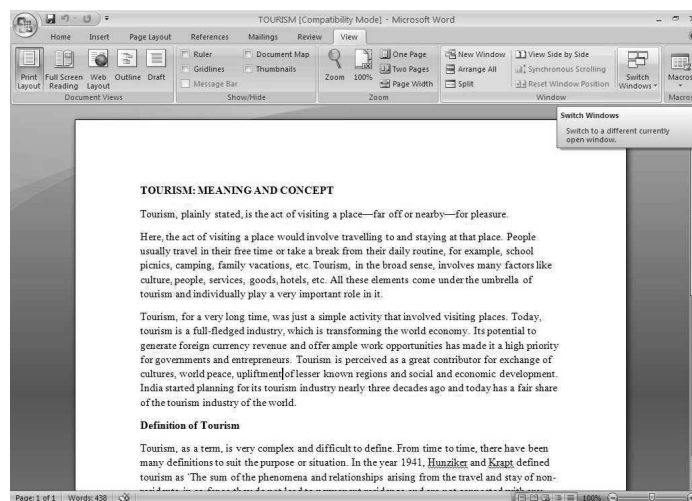 TOURISM [Compatibility Mode] - Microsoft Word
Home Insert Page Layout References Mailings Review View
Print Layout
Full Screen Reading
Web Layout
Outline
Draft
Document Views
Ruler
Gridlines
Message Bar
Document Map
Thumbnails
Show/Hide
Zoom
100%
One Page
Two Pages
Page Width
Zoom
New Window
Arrange All
Split
View Side by Side
Synchronous Scrolling
Reset Window Position
Switch Windows
Window
Macros
Macros
Switch Windows
Switch to a different currently
open window.
TOURISM: MEANING AND CONCEPT
Tourism, plainly stated, is the act of visiting a place—far off or nearby—for pleasure.
Here, the act of visiting a place would involve travelling to and staying at that place. People
usually travel in their free time or take a break from their daily routine, for example, school
picnics, camping, family vacations, etc. Tourism, in the broad sense, involves many factors like
culture, people, services, goods, hotels, etc. All these elements come under the umbrella of
tourism and individually play a very important role in it.
Tourism, for a very long time, was just a simple activity that involved visiting places. Today,
tourism is a full-fledged industry, which is transforming the world economy. Its potential to
generate foreign currency revenue and offer ample work opportunities has made it a high priority
for governments and entrepreneurs. Tourism is perceived as a great contributor for exchange of
cultures, world peace, upliftment of lesser known regions and social and economic development.
India started planning for its tourism industry nearly three decades ago and today has a fair share
of the tourism industry of the world.
Definition of Tourism
Tourism, as a term, is very complex and difficult to define. From time to time, there have been
many definitions to suit the purpose or situation. In the year 1941, Hunziker and Krapt defined
tourism as ‘The sum of the phenomena and relationships arising from the travel and stay of non-
Page: 1 of 1 Words: 438 100%